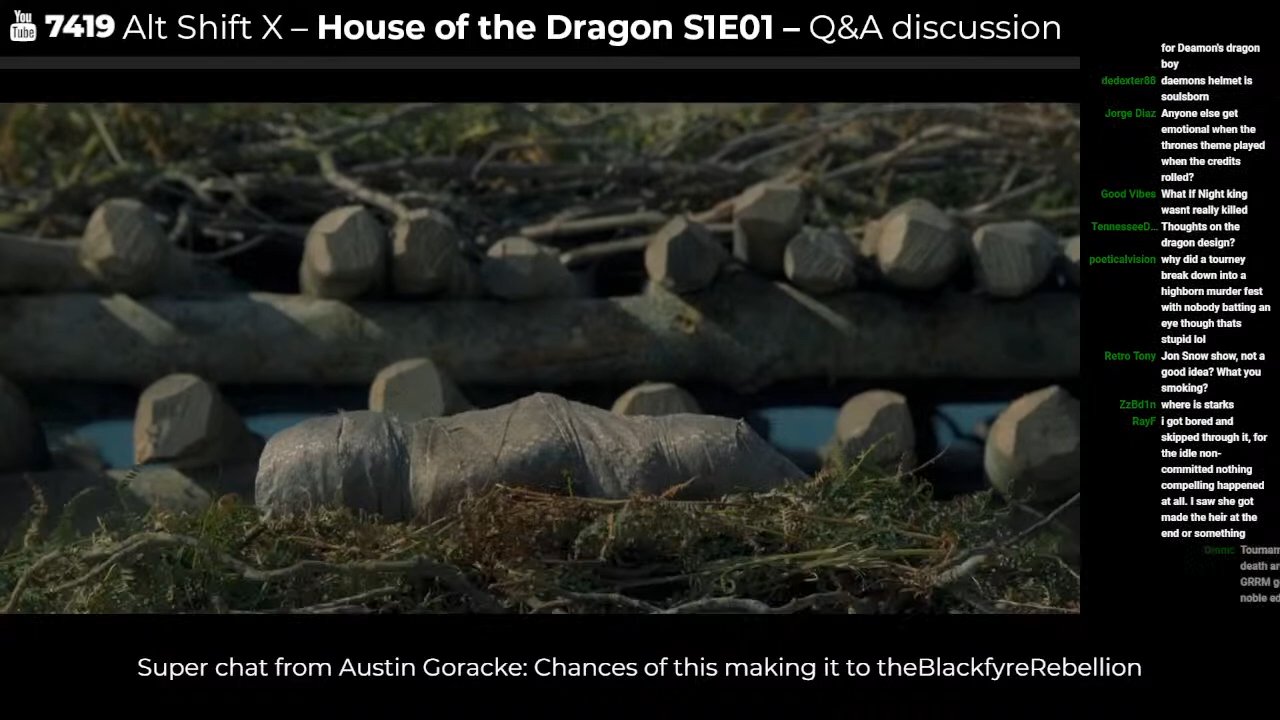 You Tube 7419 Alt Shift X – House of the Dragon S1E01 – Q&A discussion
for Deamon's dragon
boy
dedexter86 daemons helmet is
soulsborn
Jorge Diaz Anyone else get
emotional when the
thrones theme played
when the credits
rolled?
Good Vibes What If Night king
wasnt really killed
TennesseeD... Thoughts on the
dragon design?
poeticalvision why did a tourney
break down into a
highborn murder fest
with nobody batting an
eye though thats
stupid lol
Retro Tony Jon Snow show, not a
good idea? What you
smoking?
ZzBd1n where is starks
RayF i got bored and
skipped through it, for
the idle non-
committed nothing
compelling happened
at all. I saw she got
made the heir at the
end or something
death
GRRM
noble
Super chat from Austin Goracke: Chances of this making it to theBlackfyreRebellion